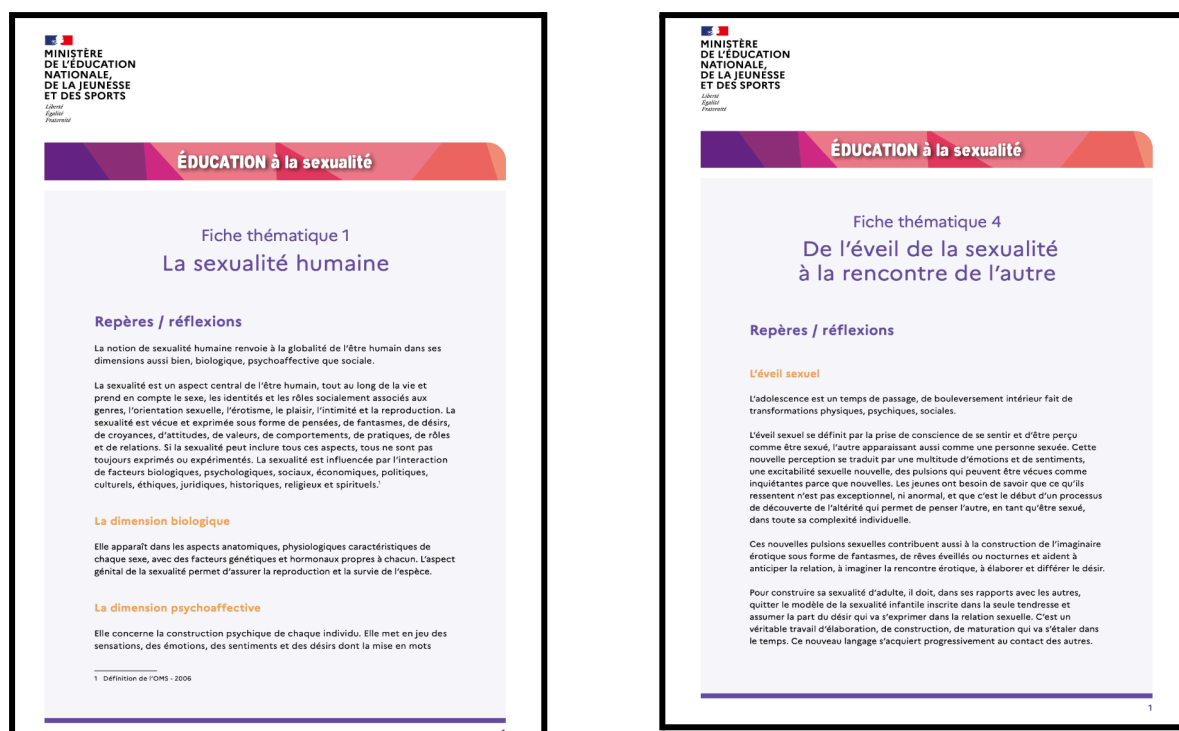 MINISTÈRE
DE L'ÉDUCATION
NATIONALE,
DE LA JEUNESSE
ET DES SPORTS
Liberté
Égalité
Fraternité
ÉDUCATION à la sexualité
Fiche thématique 1
La sexualité humaine
Repères / réflexions
La notion de sexualité humaine renvoie à la globalité de l'être humain dans ses
dimensions aussi bien, biologique, psychoaffective que sociale.
La sexualité est un aspect central de l'être humain, tout au long de la vie et
prend en compte le sexe, les identités et les rôles socialement associés aux
genres, l'orientation sexuelle, l'érotisme, le plaisir, l'intimité et la reproduction. La
sexualité est vécue et exprimée sous forme de pensées, de fantasmes, de désirs,
de croyances, d'attitudes, de valeurs, de comportements, de pratiques, de rôles
et de relations. Si la sexualité peut inclure tous ces aspects, tous ne sont pas
toujours exprimés ou expérimentés. La sexualité est influencée par l'interaction
de facteurs biologiques, psychologiques, sociaux, économiques, politiques,
culturels, éthiques, juridiques, historiques, religieux et spirituels.¹
La dimension biologique
Elle apparaît dans les aspects anatomiques, physiologiques caractéristiques de
chaque sexe, avec des facteurs génétiques et hormonaux propres à chacun. L'aspect
génital de la sexualité permet d'assurer la reproduction et la survie de l'espèce.
La dimension psychoaffective
Elle concerne la construction psychique de chaque individu. Elle met en jeu des
sensations, des émotions, des sentiments et des désirs dont la mise en mots
1 Définition de l'OMS - 2006
MINISTÈRE
DE L'ÉDUCATION
NATIONALE,
DE LA JEUNESSE
ET DES SPORTS
Liberté
Égalité
Fraternité
ÉDUCATION à la sexualité
Fiche thématique 4
De l'éveil de la sexualité
à la rencontre de l'autre
Repères / réflexions
L'éveil sexuel
L'adolescence est un temps de passage, de bouleversement intérieur fait de
transformations physiques, psychiques, sociales.
L'éveil sexuel se définit par la prise de conscience de se sentir et d'être perçu
comme être sexué, l'autre apparaissant aussi comme une personne sexuée. Cette
nouvelle perception se traduit par une multitude d'émotions et de sentiments,
une excitabilité sexuelle nouvelle, des pulsions qui peuvent être vécues comme
inquiétantes parce que nouvelles. Les jeunes ont besoin de savoir que ce qu'ils
ressentent n'est pas exceptionnel, ni anormal, et que c'est le début d'un processus
de découverte de l'altérité qui permet de penser l'autre, en tant qu'être sexué,
dans toute sa complexité individuelle.
Ces nouvelles pulsions sexuelles contribuent aussi à la construction de l'imaginaire
érotique sous forme de fantasmes, de rêves éveillés ou nocturnes et aident à
anticiper la relation, à imaginer la rencontre érotique, à élaborer et différer le désir.
Pour construire sa sexualité d'adulte, il doit, dans ses rapports avec les autres,
quitter le modèle de la sexualité infantile inscrite dans la seule tendresse et
assumer la part du désir qui va s'exprimer dans la relation sexuelle. C'est un
véritable travail d'élaboration, de construction, de maturation qui va s'étaler dans
le temps. Ce nouveau langage s'acquiert progressivement au contact des autres.
1